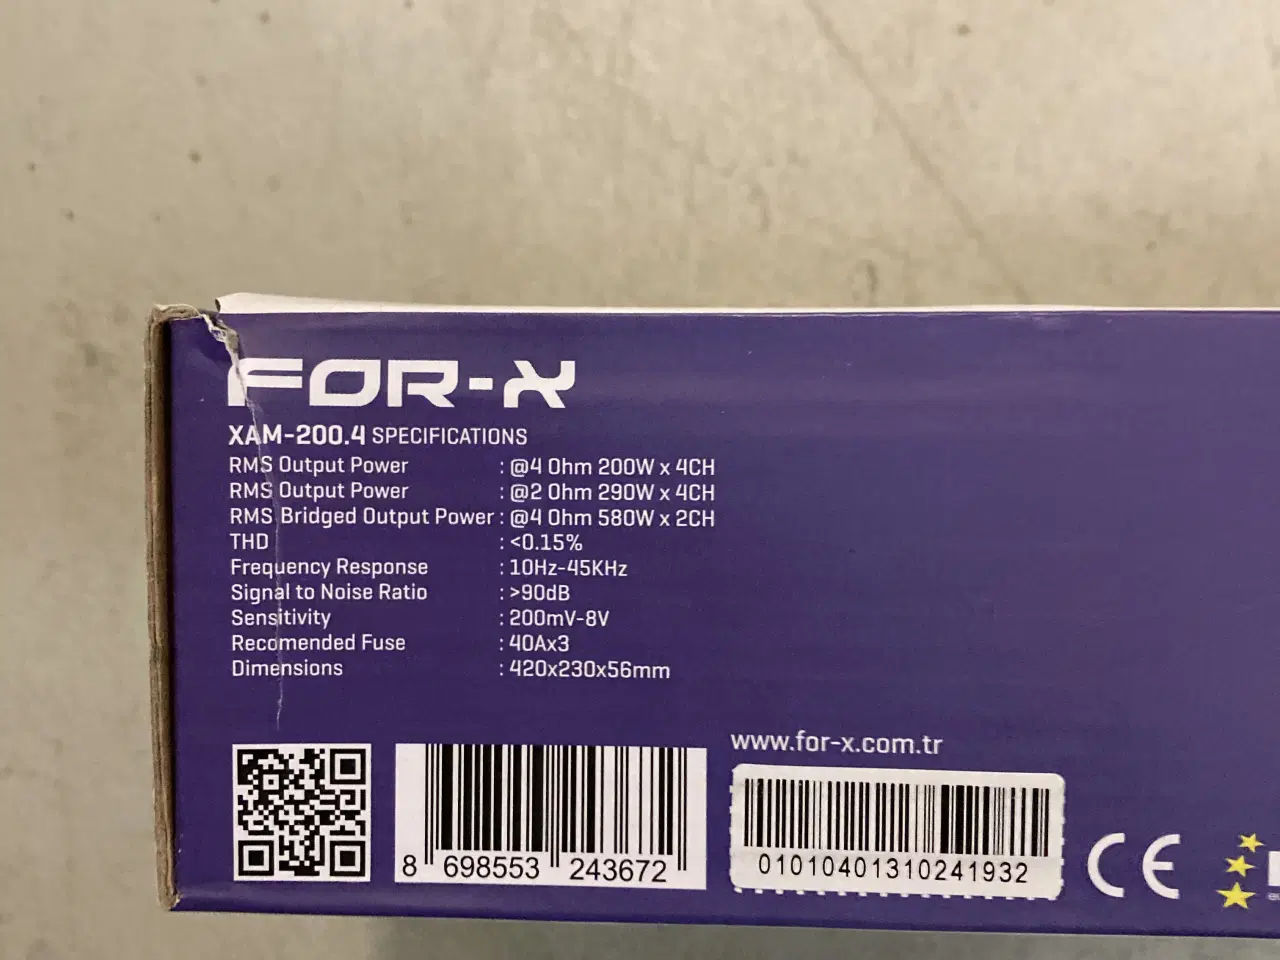 FOR-X
XAM-200.4 SPECIFICATIONS
RMS Output Power : @4 Ohm 200W x 4CH
RMS Output Power : @2 Ohm 290W x 4CH
RMS Bridged Output Power : @4 Ohm 580W x 2CH
THD : <0.15%
Frequency Response : 10Hz-45KHz
Signal to Noise Ratio : >90dB
Sensitivity : 200mV-8V
Recomended Fuse : 40Ax3
Dimensions : 420x230x56mm
www.for-x.com.tr
8 698553 243672
01010401310241932
CE